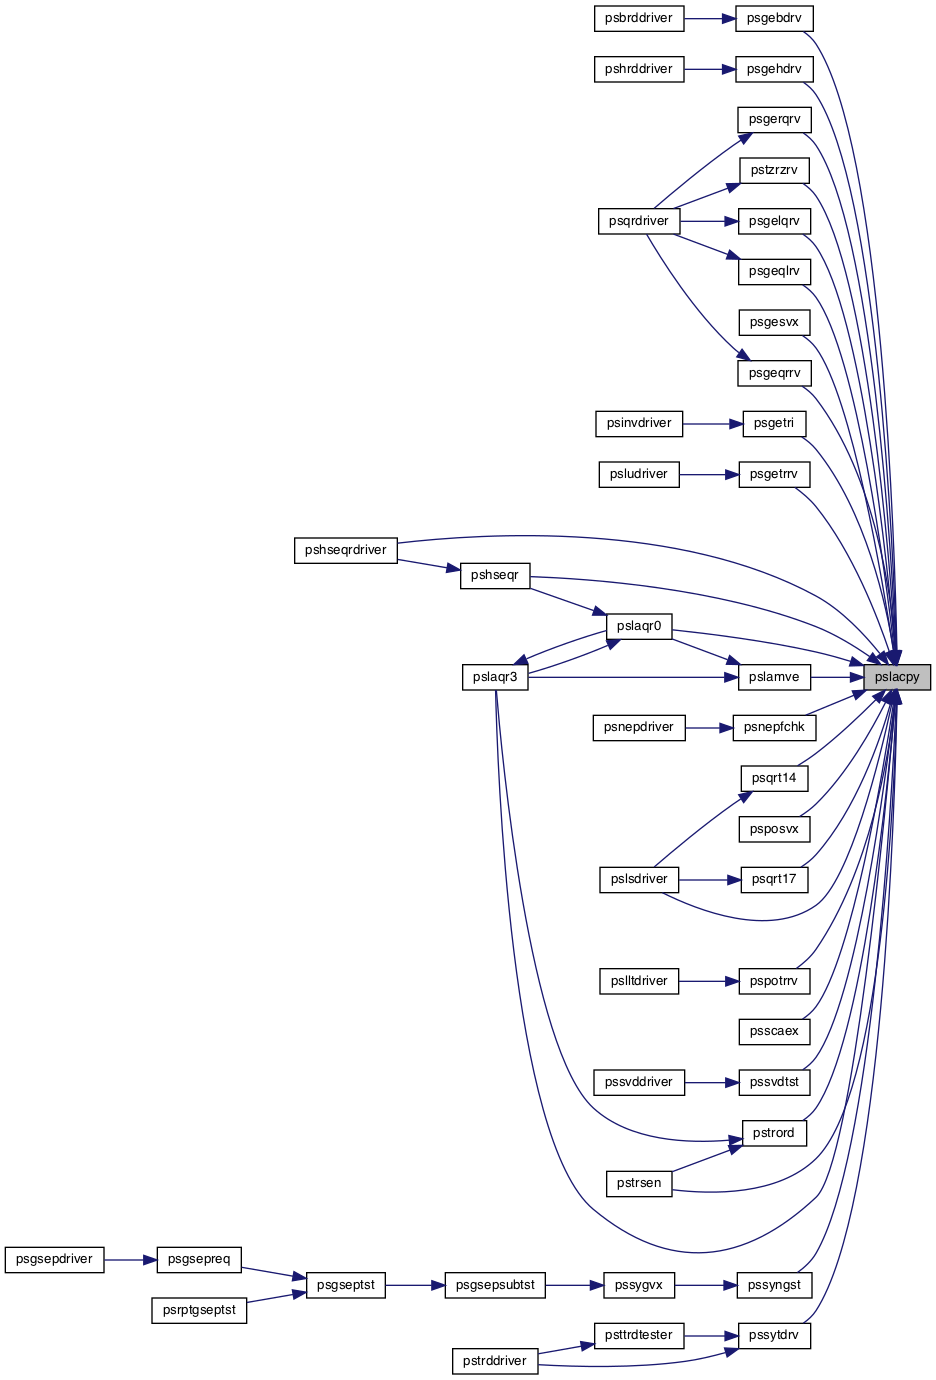 psbrddriver
psgebdrv
pshrddriver
psgehdrv
psgerqrv
pstzrzrv
psqrdriver
psgelqrv
psgeqlrv
psgesvx
psgeqrrv
psinvdriver
psgetri
psludriver
psgetrrv
pshseqrdriver
pshseqr
pslaqr0
pslaqr3
pslamve
pslacpy
psnepdriver
psnepfchk
psqrt14
psposvx
pslsdriver
psqrt17
pslltdriver
pspotrrv
psscaex
pssvddriver
pssvdtst
pstrord
pstrsen
psgsepdriver
psgsepreq
psgseptst
psgsepsubtst
pssygvx
pssyngst
psrptgseptst
psttrdtester
pssytdrv
pstrddriver